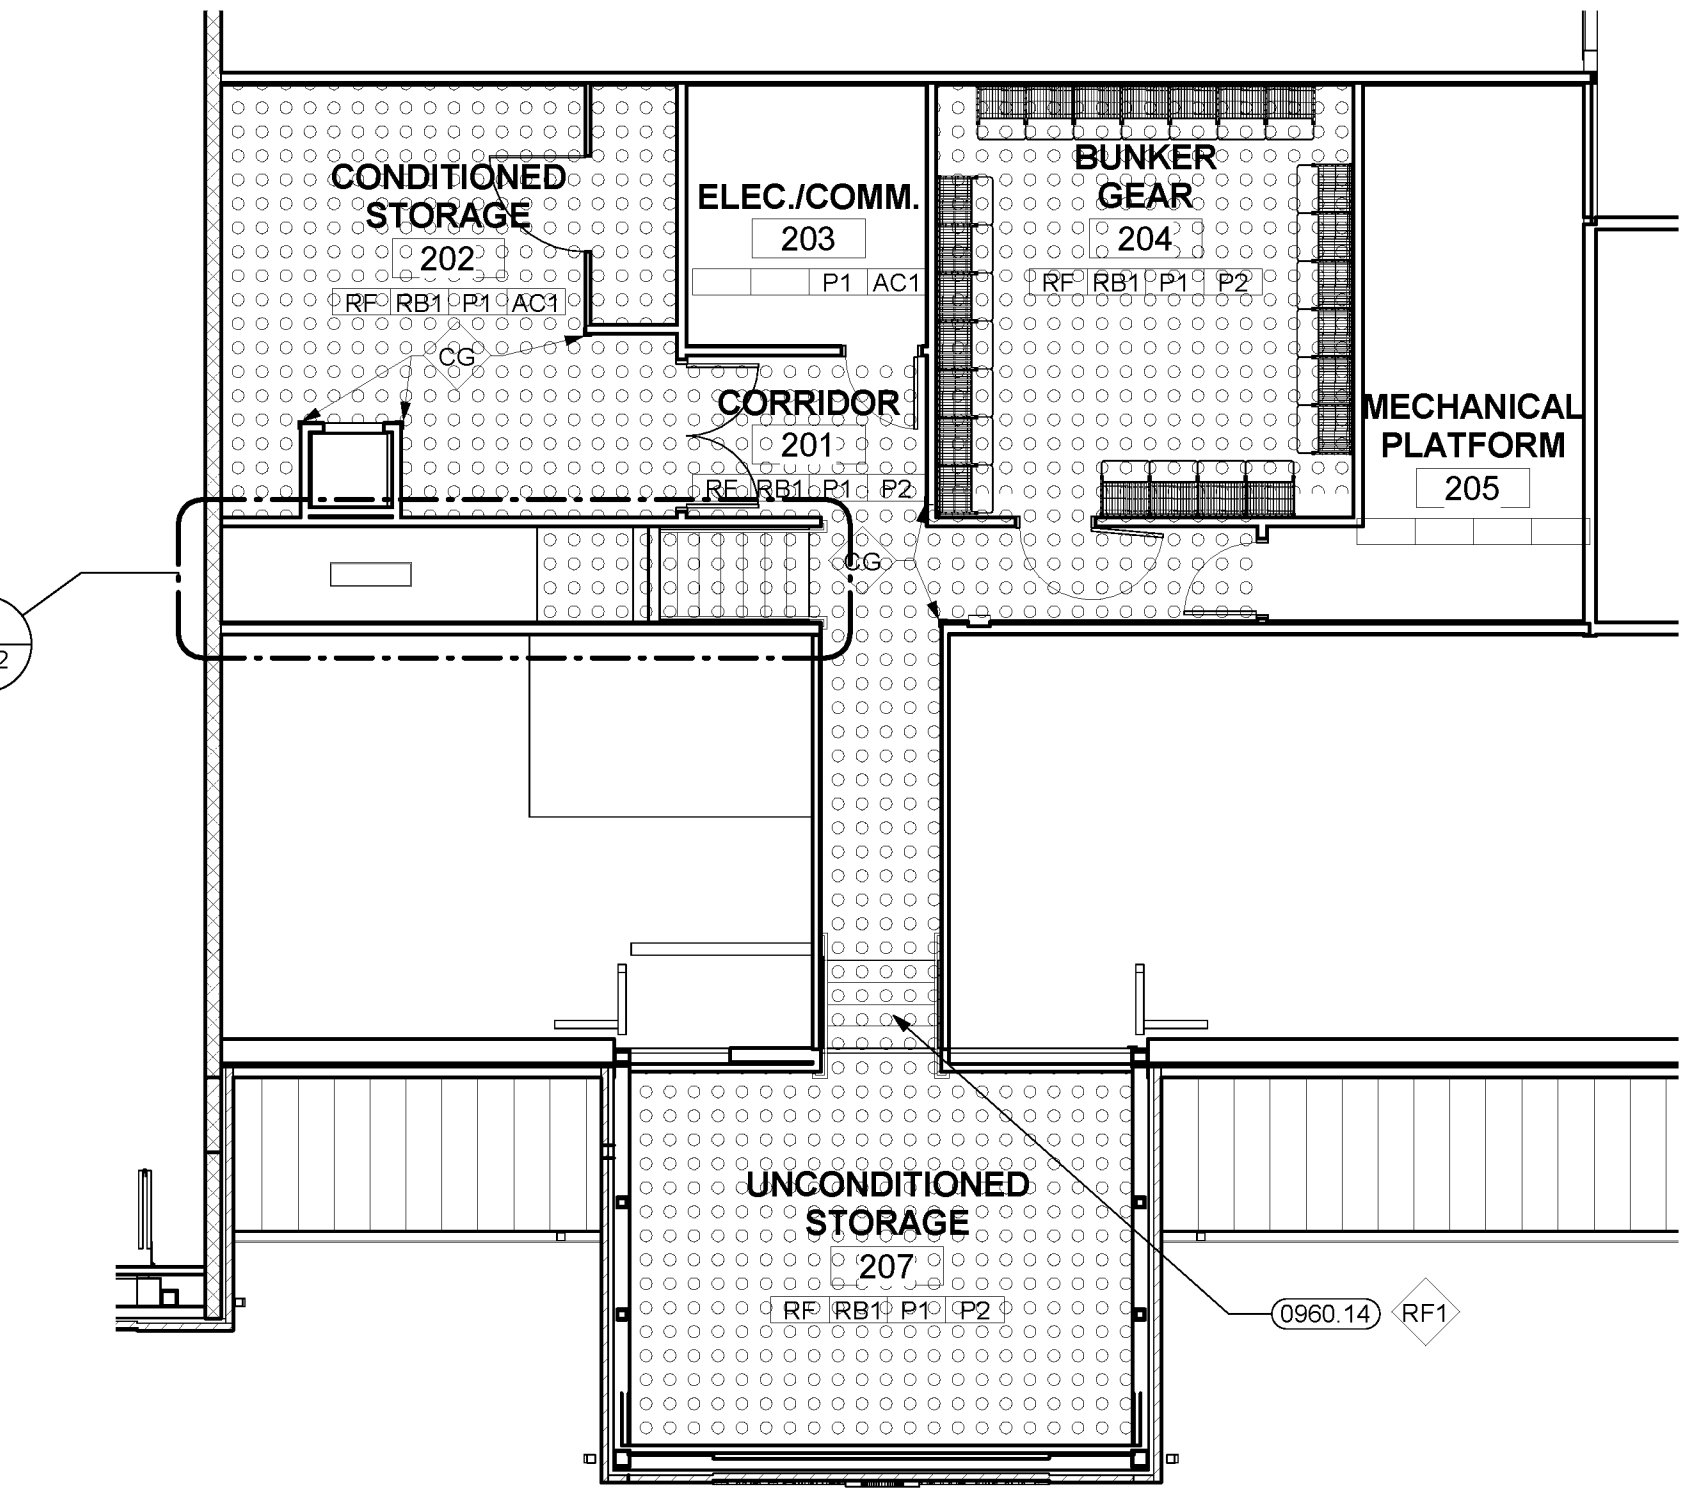 CONDITIONED
STORAGE
202
RF RB1 P1 AC1
CG
ELEC./COMM.
203
P1 AC1
BUNKER
GEAR
204
RF RB1 P1 P2
CORRIDOR
201
RF RB1 P1 P2
CG
MECHANICAL
PLATFORM
205
2
UNCONDITIONED
STORAGE
207
RF RB1 P1 P2
0960.14 RF1